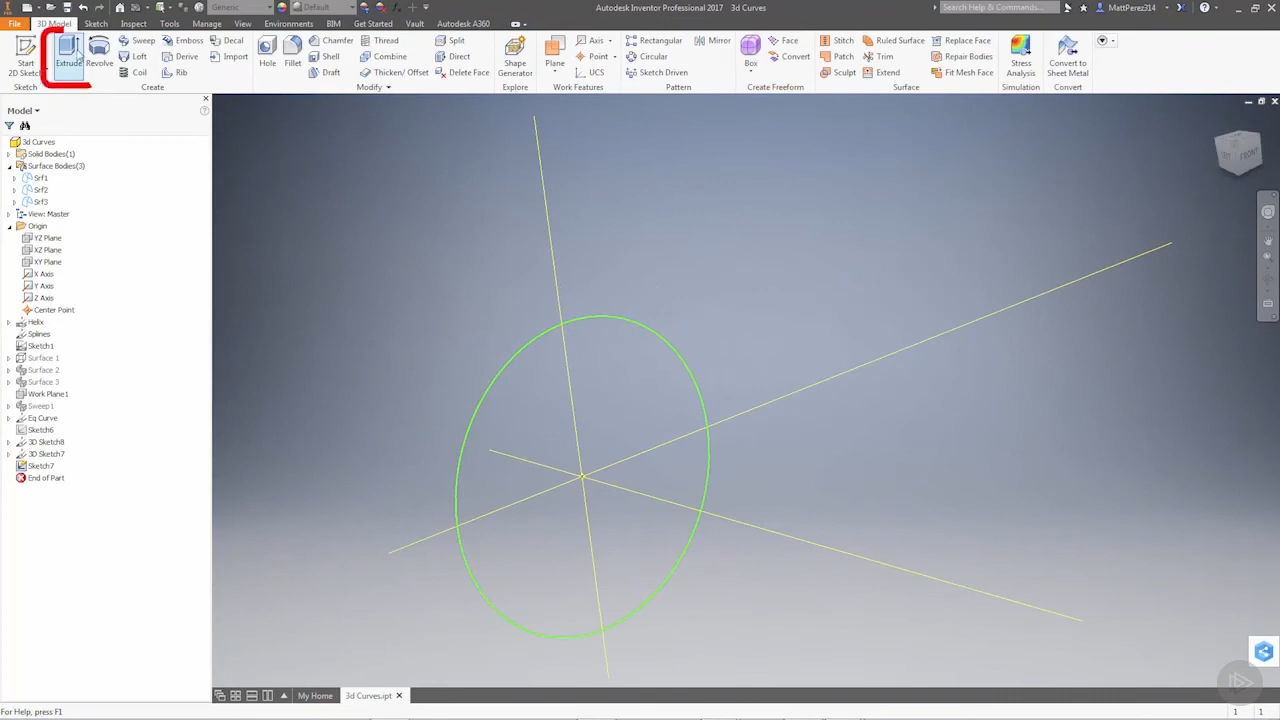 Generic
Default
Autodesk Inventor Professional 2017   3d Curves
Search Help & Commands...
MattPerez314
File
3D Model
Sketch
Inspect
Tools
Manage
View
Environments
BIM
Get Started
Vault
Autodesk A360
Start
2D Sketch
Sketch
Extrude
Revolve
Sweep
Loft
Coil
Emboss
Derive
Rib
Decal
Import
Create
Hole
Fillet
Chamfer
Shell
Draft
Thread
Combine
Thicken/ Offset
Split
Direct
Delete Face
Modify
Shape
Generator
Explore
Plane
Axis
Point
UCS
Work Features
Rectangular
Circular
Sketch Driven
Mirror
Pattern
Box
Face
Convert
Create Freeform
Stitch
Patch
Sculpt
Ruled Surface
Trim
Extend
Replace Face
Repair Bodies
Fit Mesh Face
Surface
Stress
Analysis
Simulation
Convert to
Sheet Metal
Convert
Model
3d Curves
Solid Bodies(1)
Surface Bodies(3)
Srf1
Srf2
Srf3
View: Master
Origin
YZ Plane
XZ Plane
XY Plane
X Axis
Y Axis
Z Axis
Center Point
Helix
Splines
Sketch1
Surface 1
Surface 2
Surface 3
Work Plane1
Sweep1
Eq Curve
Sketch6
3D Sketch8
3D Sketch7
Sketch7
End of Part
FRONT
My Home
3d Curves.ipt
For Help, press F1
1
1